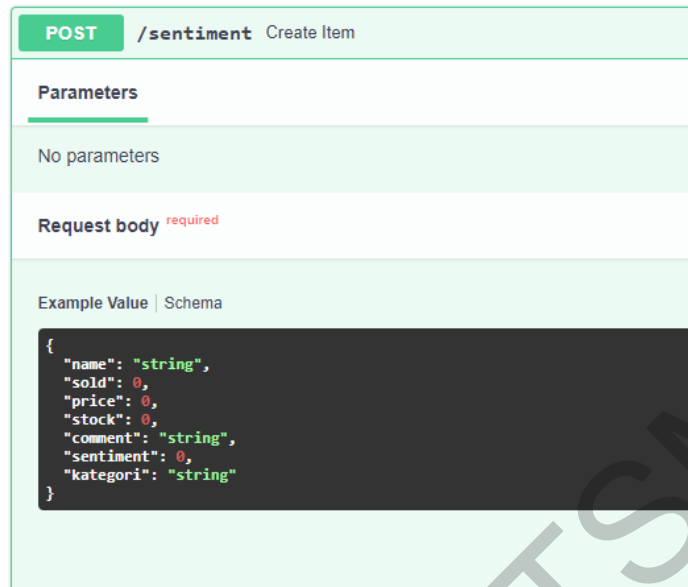 POST /sentiment Create Item
Parameters
No parameters
Request body required
Example Value | Schema
{
"name": "string",
"sold": 0,
"price": 0,
"stock": 0,
"comment": "string",
"sentiment": 0,
"kategori": "string"
}